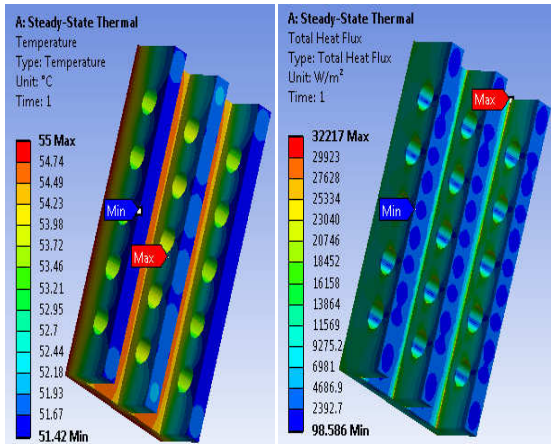 A: Steady-State Thermal
Temperature
Type: Temperature
Unit: °C
Time: 1
55 Max
54.74
54.49
54.23
53.98
53.72
53.46
53.21
52.95
52.7
52.44
52.18
51.93
51.67
51.42 Min
Min
Max
A: Steady-State Thermal
Total Heat Flux
Type: Total Heat Flux
Unit: W/m²
Time: 1
32217 Max
29923
27628
25334
23040
20746
18452
16158
13864
11569
9275.2
6981
4686.9
2392.7
98.586 Min
Max
Min